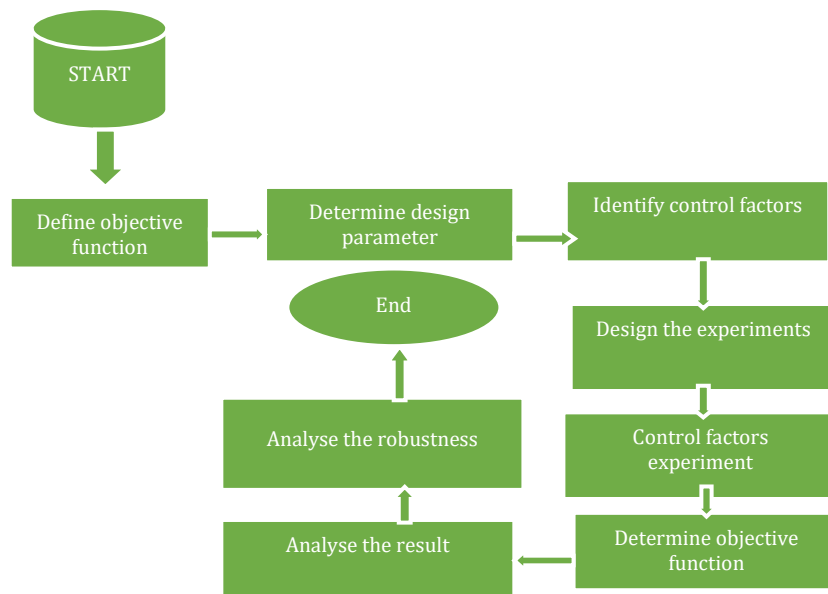 START
Define objective
function
Determine design
parameter
Identify control factors
Design the experiments
Control factors
experiment
Determine objective
function
Analyse the result
Analyse the robustness
End